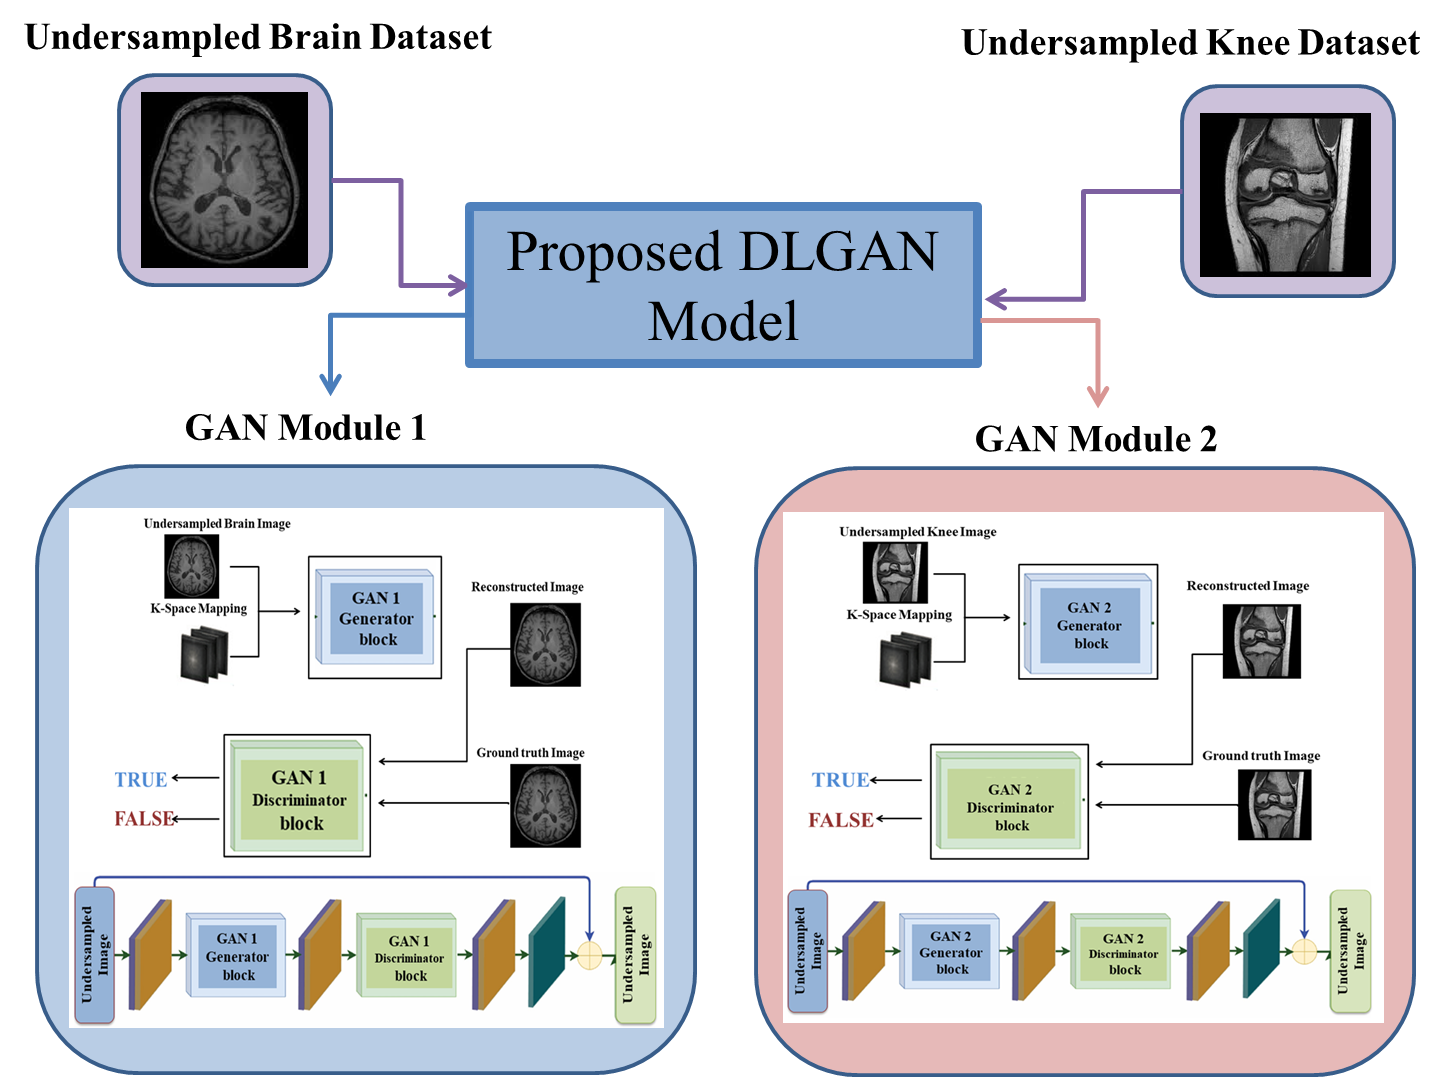 Undersampled Brain Dataset
Undersampled Knee Dataset
Proposed DLGAN
Model
GAN Module 1
GAN Module 2
Undersampled Brain Image
K-Space Mapping
GAN 1
Generator
block
Reconstructed Image
Ground truth Image
GAN 1
Discriminator
block
TRUE
FALSE
Undersampled
Image
GAN 1
Generator
block
GAN 1
Discriminator
block
Undersampled
Image
Undersampled Knee Image
K-Space Mapping
GAN 2
Generator
block
Reconstructed Image
Ground truth Image
GAN 2
Discriminator
block
TRUE
FALSE
Undersampled
Image
GAN 2
Generator
block
GAN 2
Discriminator
block
Undersampled
Image